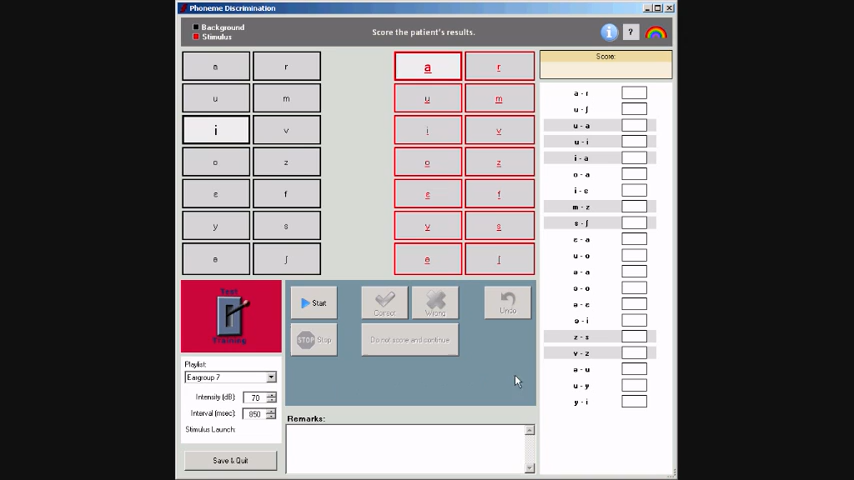 Phoneme Discrimination
Background
Stimulus
Score the patient's results.
?
Score:
a r a r
u m u m
i v i v
o z o z
ɛ f ɛ f
y s y s
ə ʃ ə ʃ
a - r
u - ʃ
u - a
u - i
i - a
o - a
i - ɛ
m - z
s - ʃ
ɛ - a
u - o
ə - a
ə - o
ə - ɛ
ə - i
z - s
v - z
ə - u
u - y
y - i
Test
Training
Start
Correct
Wrong
Undo
STOP Stop
Do not score and continue
Playlist:
Eargroup 7
Intensity (dB) 70
Interval (msec) 850
Stimulus Launch:
Save & Quit
Remarks: